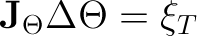 𝐉_Θ ΔΘ = ξ_T